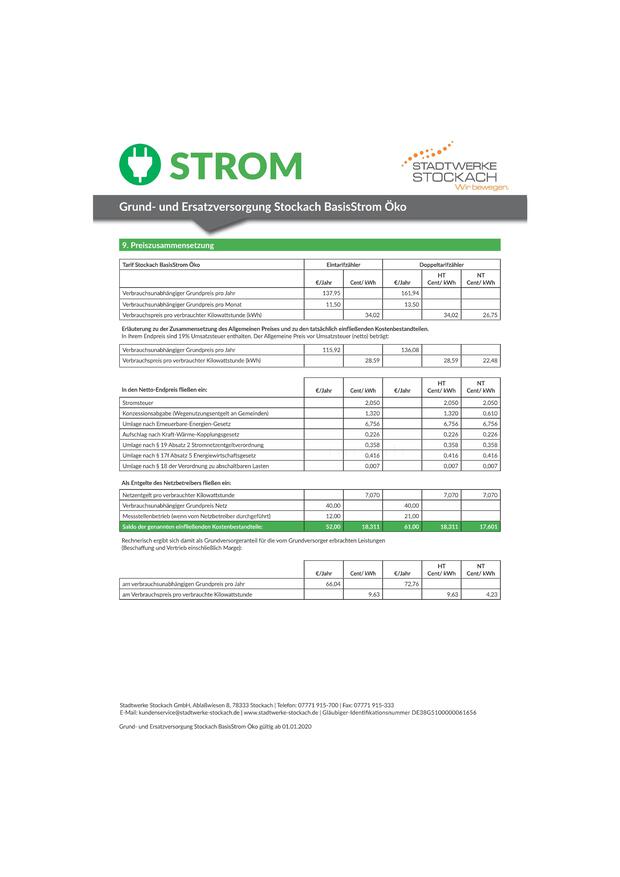 STROM
STADTWERKE
STOCKACH
Wir bewegen.
Grund- und Ersatzversorgung Stockach BasisStrom Öko
9. Preiszusammensetzung
Tarif Stockach BasisStrom Öko Eintarifzähler Doppeltarifzähler
HT NT
€/Jahr Cent/ kWh €/Jahr Cent/ kWh Cent/ kWh
Verbrauchsunabhängiger Grundpreis pro Jahr 137,95 161,94
Verbrauchsunabhängiger Grundpreis pro Monat 11,50 13,50
Verbrauchspreis pro verbrauchter Kilowattstunde (kWh) 34,02 34,02 26,75
Erläuterung zu der Zusammensetzung des Allgemeinen Preises und zu den tatsächlich einfließenden Kostenbestandteilen.
In Ihrem Endpreis sind 19% Umsatzsteuer enthalten. Der Allgemeine Preis vor Umsatzsteuer (netto) beträgt:
Verbrauchsunabhängiger Grundpreis pro Jahr 115,92 136,08
Verbrauchspreis pro verbrauchter Kilowattstunde (kWh) 28,59 28,59 22,48
HT NT
In den Netto-Endpreis fließen ein: €/Jahr Cent/ kWh €/Jahr Cent/ kWh Cent/ kWh
Stromsteuer 2,050 2,050 2,050
Konzessionsabgabe (Wegenutzungsentgelt an Gemeinden) 1,320 1,320 0,610
Umlage nach Erneuerbare-Energien-Gesetz 6,756 6,756 6,756
Aufschlag nach Kraft-Wärme-Kopplungsgesetz 0,226 0,226 0,226
Umlage nach § 19 Absatz 2 Stromnetzentgeltverordnung 0,358 0,358 0,358
Umlage nach § 17f Absatz 5 Energiewirtschaftsgesetz 0,416 0,416 0,416
Umlage nach § 18 der Verordnung zu abschaltbaren Lasten 0,007 0,007 0,007
Als Entgelte des Netzbetreibers fließen ein:
Netzentgelt pro verbrauchter Kilowattstunde 7,070 7,070 7,070
Verbrauchsunabhängiger Grundpreis Netz 40,00 40,00
Messstellenbetrieb (wenn vom Netzbetreiber durchgeführt) 12,00 21,00
Saldo der genannten einfließenden Kostenbestandteile: 52,00 18,311 61,00 18,311 17,601
Rechnerisch ergibt sich damit als Grundversorgeranteil für die vom Grundversorger erbrachten Leistungen
(Beschaffung und Vertrieb einschließlich Marge):
HT NT
€/Jahr Cent/ kWh €/Jahr Cent/ kWh Cent/ kWh
am verbrauchsunabhängigen Grundpreis pro Jahr 66,04 72,76
am Verbrauchspreis pro verbrauchte Kilowattstunde 9,63 9,63 4,23
Stadtwerke Stockach GmbH, Ablaßwiesen 8, 78333 Stockach | Telefon: 07771 915-700 | Fax: 07771 915-333
E-Mail: kundenservice@stadtwerke-stockach.de | www.stadtwerke-stockach.de | Gläubiger-Identifikationsnummer DE38GS100000061656
Grund- und Ersatzversorgung Stockach BasisStrom Öko gültig ab 01.01.2020